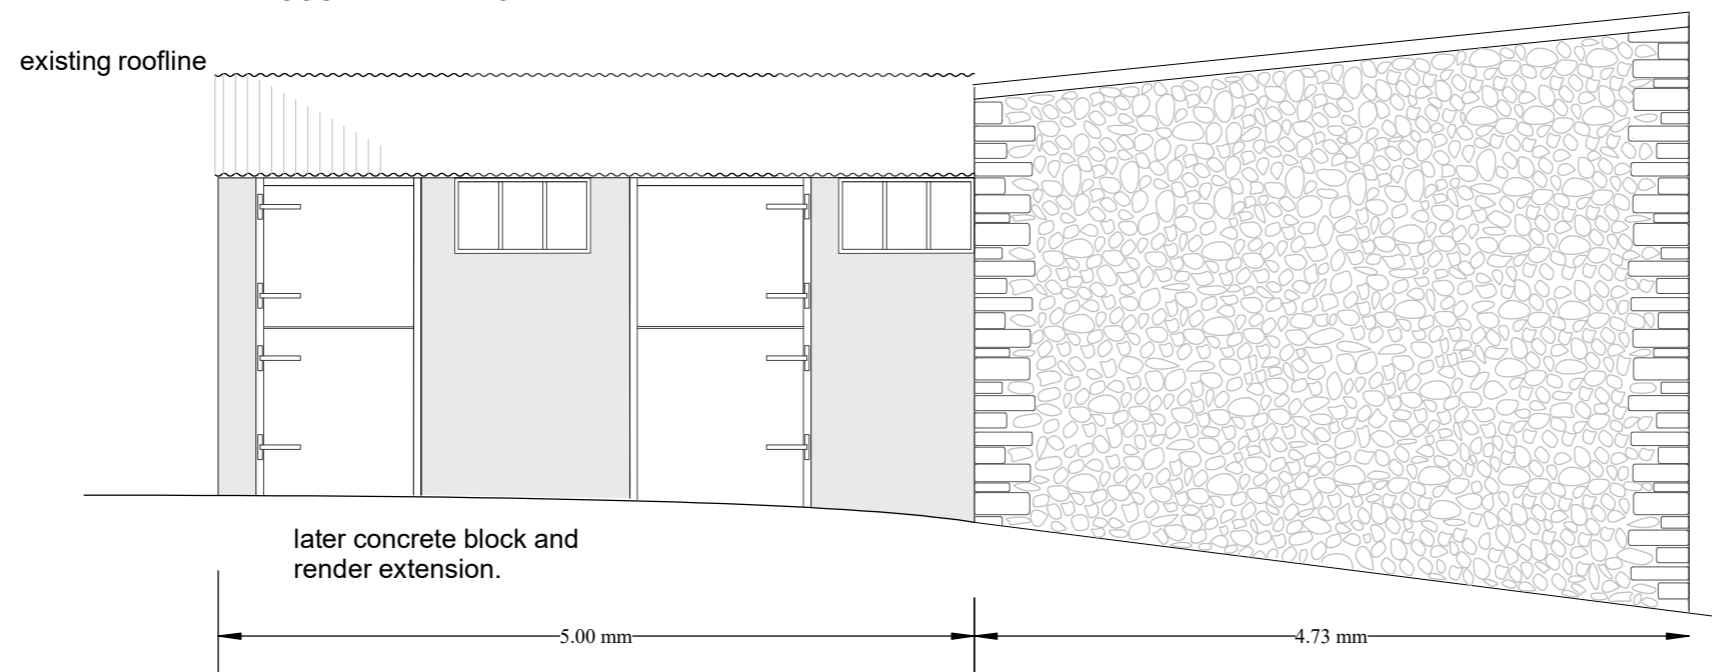 existing roofline
later concrete block and
render extension.
5.00 mm
4.73 mm